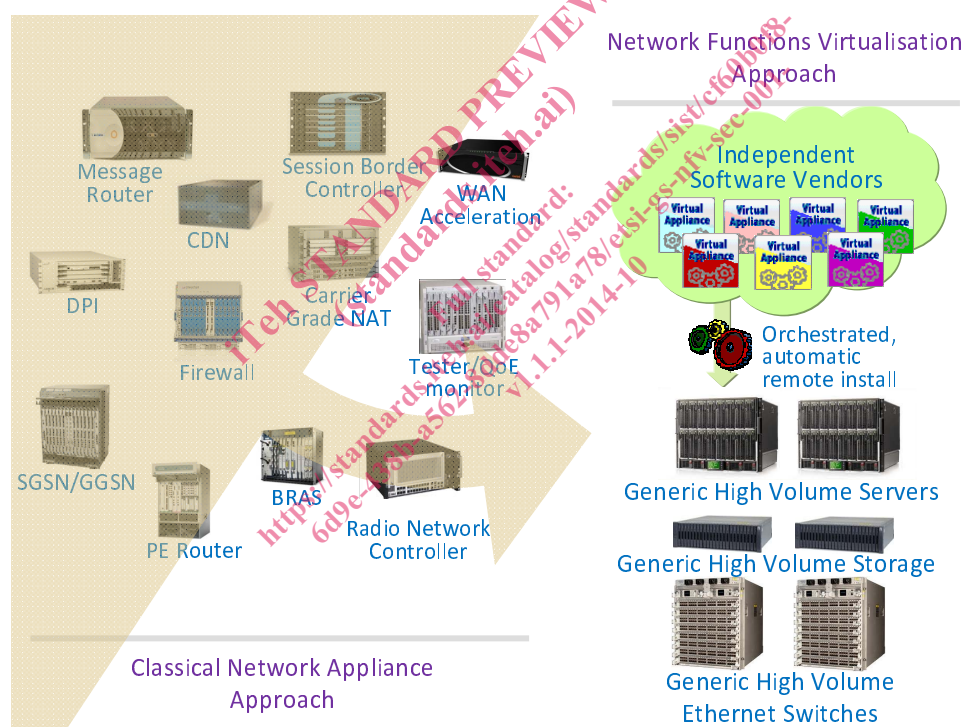 Network Functions Virtualisation
Approach
Message
Router
Session Border
Controller
WAN
Acceleration
CDN
DPI
Carrier
Grade NAT
Firewall
Tester/QoE
monitor
SGSN/GGSN
BRAS
PE Router
Radio Network
Controller
Classical Network Appliance
Approach
Independent
Software Vendors
Virtual
Appliance
Virtual
Appliance
Virtual
Appliance
Virtual
Appliance
Virtual
Appliance
Virtual
Appliance
Virtual
Appliance
Orchestrated,
automatic
remote install
Generic High Volume Servers
Generic High Volume Storage
Generic High Volume
Ethernet Switches
iTeh STANDARD PREVIEW
(standards.iteh.ai)
Full standard:
v1.1.1-2014-10